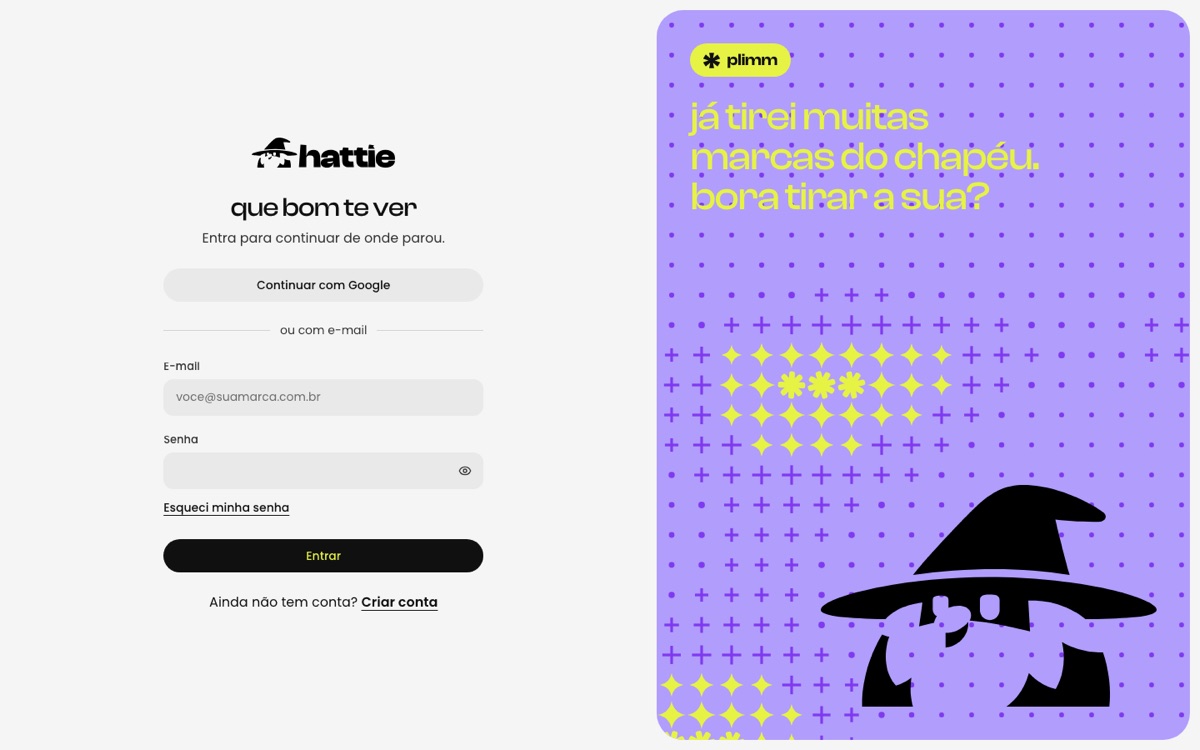 hattie
que bom te ver
Entra para continuar de onde parou.
Continuar com Google
ou com e-mail
E-mail
voce@suamarca.com.br
Senha
Esqueci minha senha
Entrar
Ainda não tem conta? Criar conta
plimm
já tirei muitas
marcas do chapéu.
bora tirar a sua?